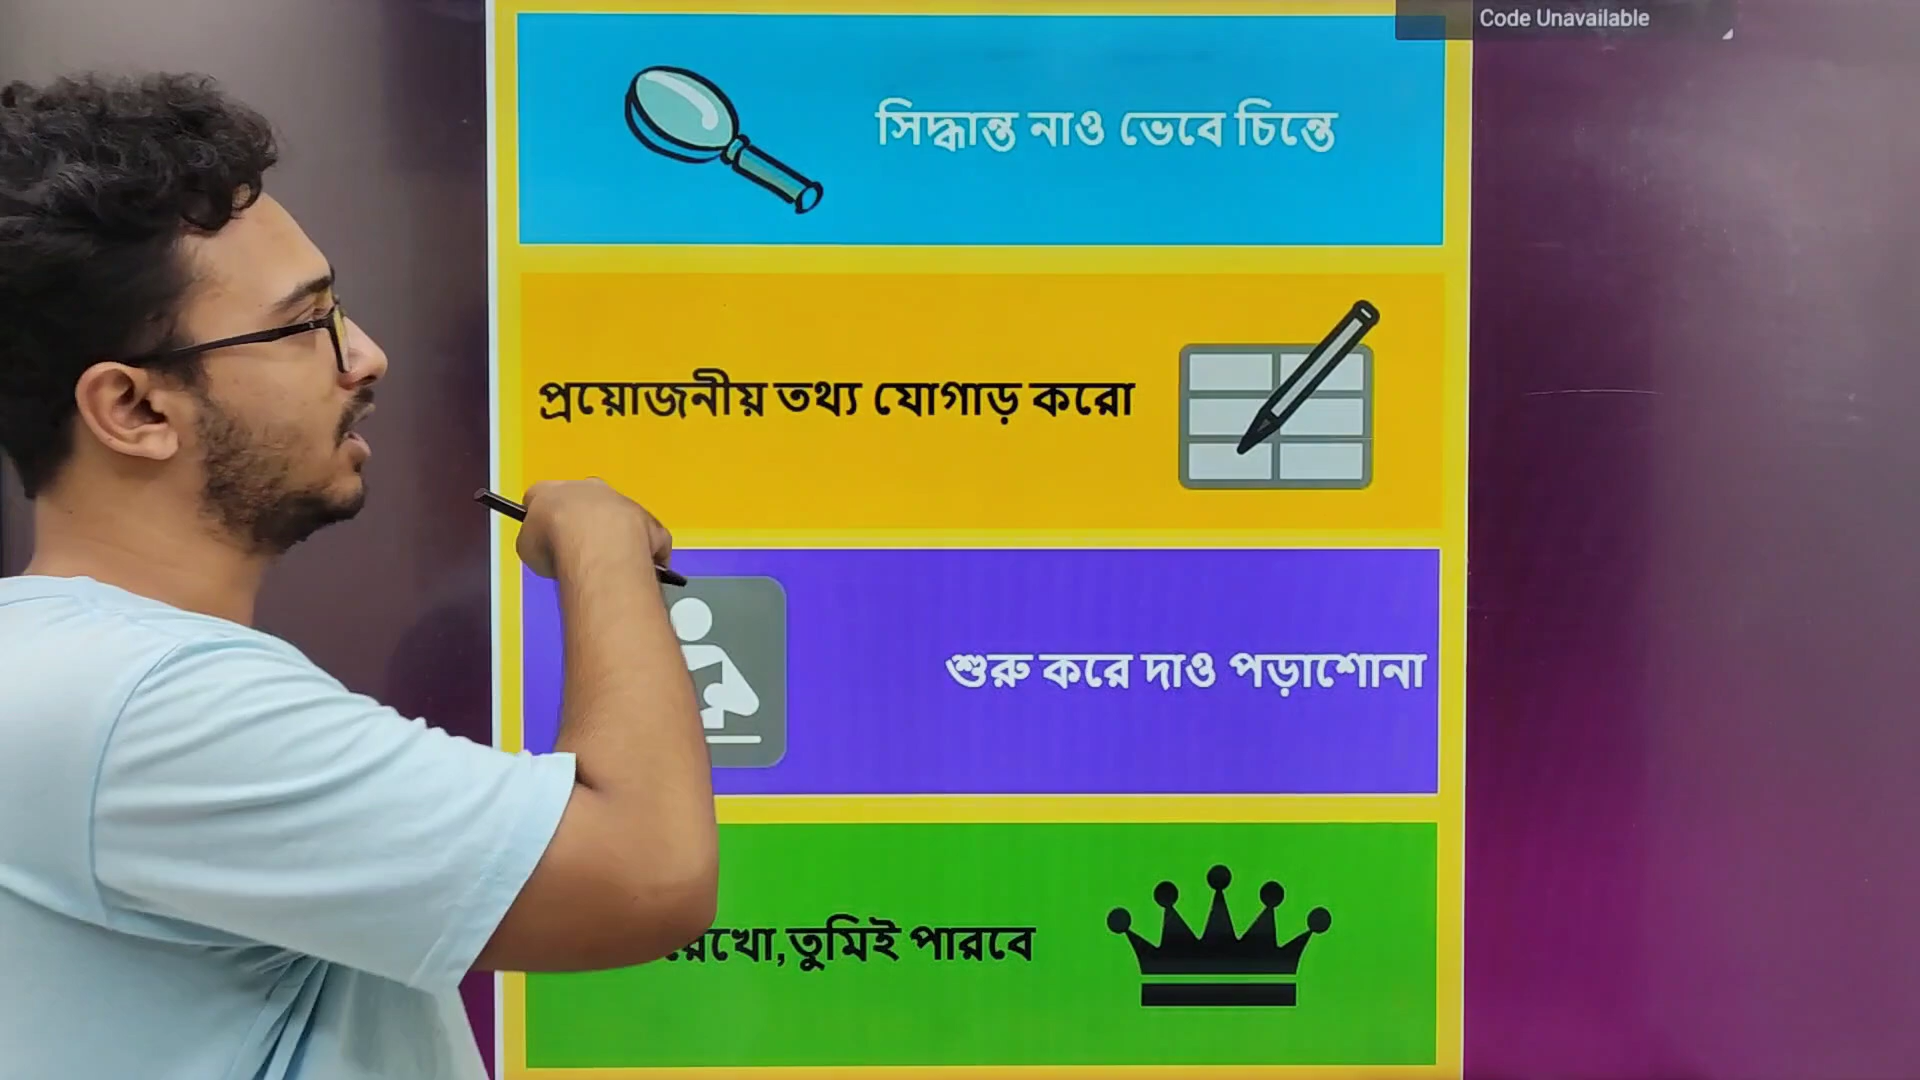 Code Unavailable
সিদ্ধান্ত নাও ভেবে চিন্তে
প্রয়োজনীয় তথ্য যোগাড় করো
শুরু করে দাও পড়াশোনা
রেখো,তুমিই পারবে